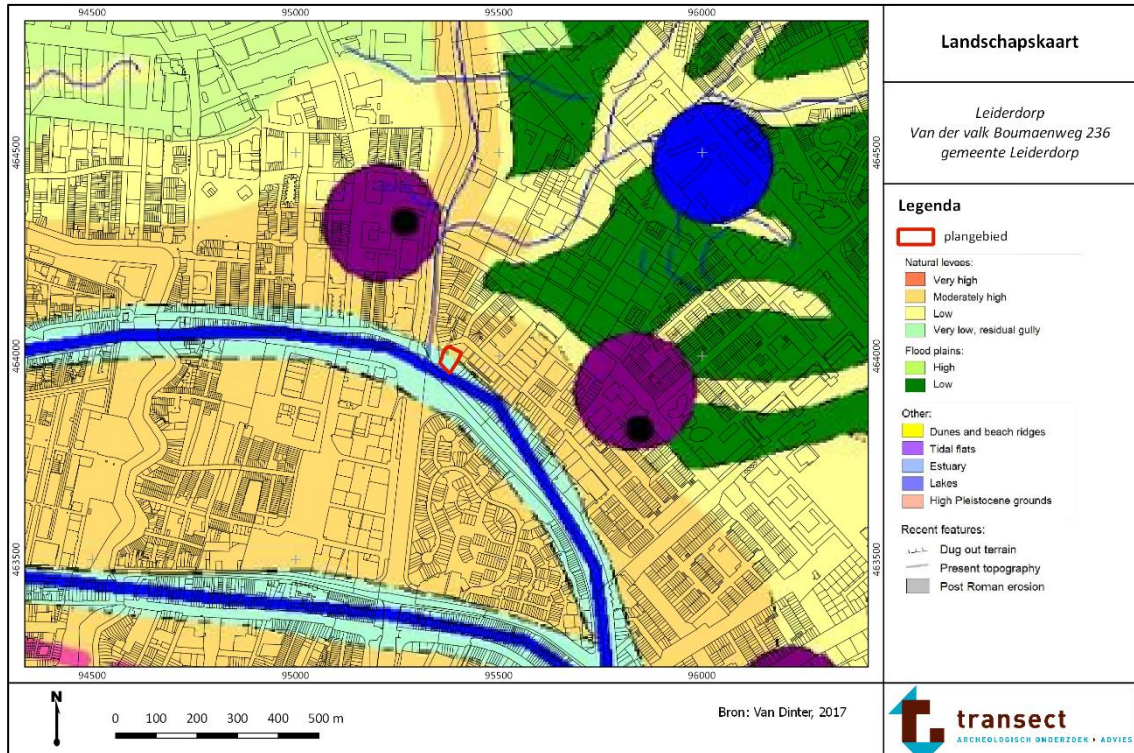 94500 95000 95500 96000
464500
464000
463500
464500
464000
463500
94500 95000 95500 96000
Landschapskaart
Leiderdorp
Van der valk Boumaenweg 236
gemeente Leiderdorp
Legenda
plangebied
Natural levees:
Very high
Moderately high
Low
Very low, residual gully
Flood plains:
High
Low
Other:
Dunes and beach ridges
Tidal flats
Estuary
Lakes
High Pleistocene grounds
Recent features:
Dug out terrain
Present topography
Post Roman erosion
N
0 100 200 300 400 500 m
Bron: Van Dinter, 2017
transect
ARCHEOLOGISCH ONDERZOEK & ADVIES